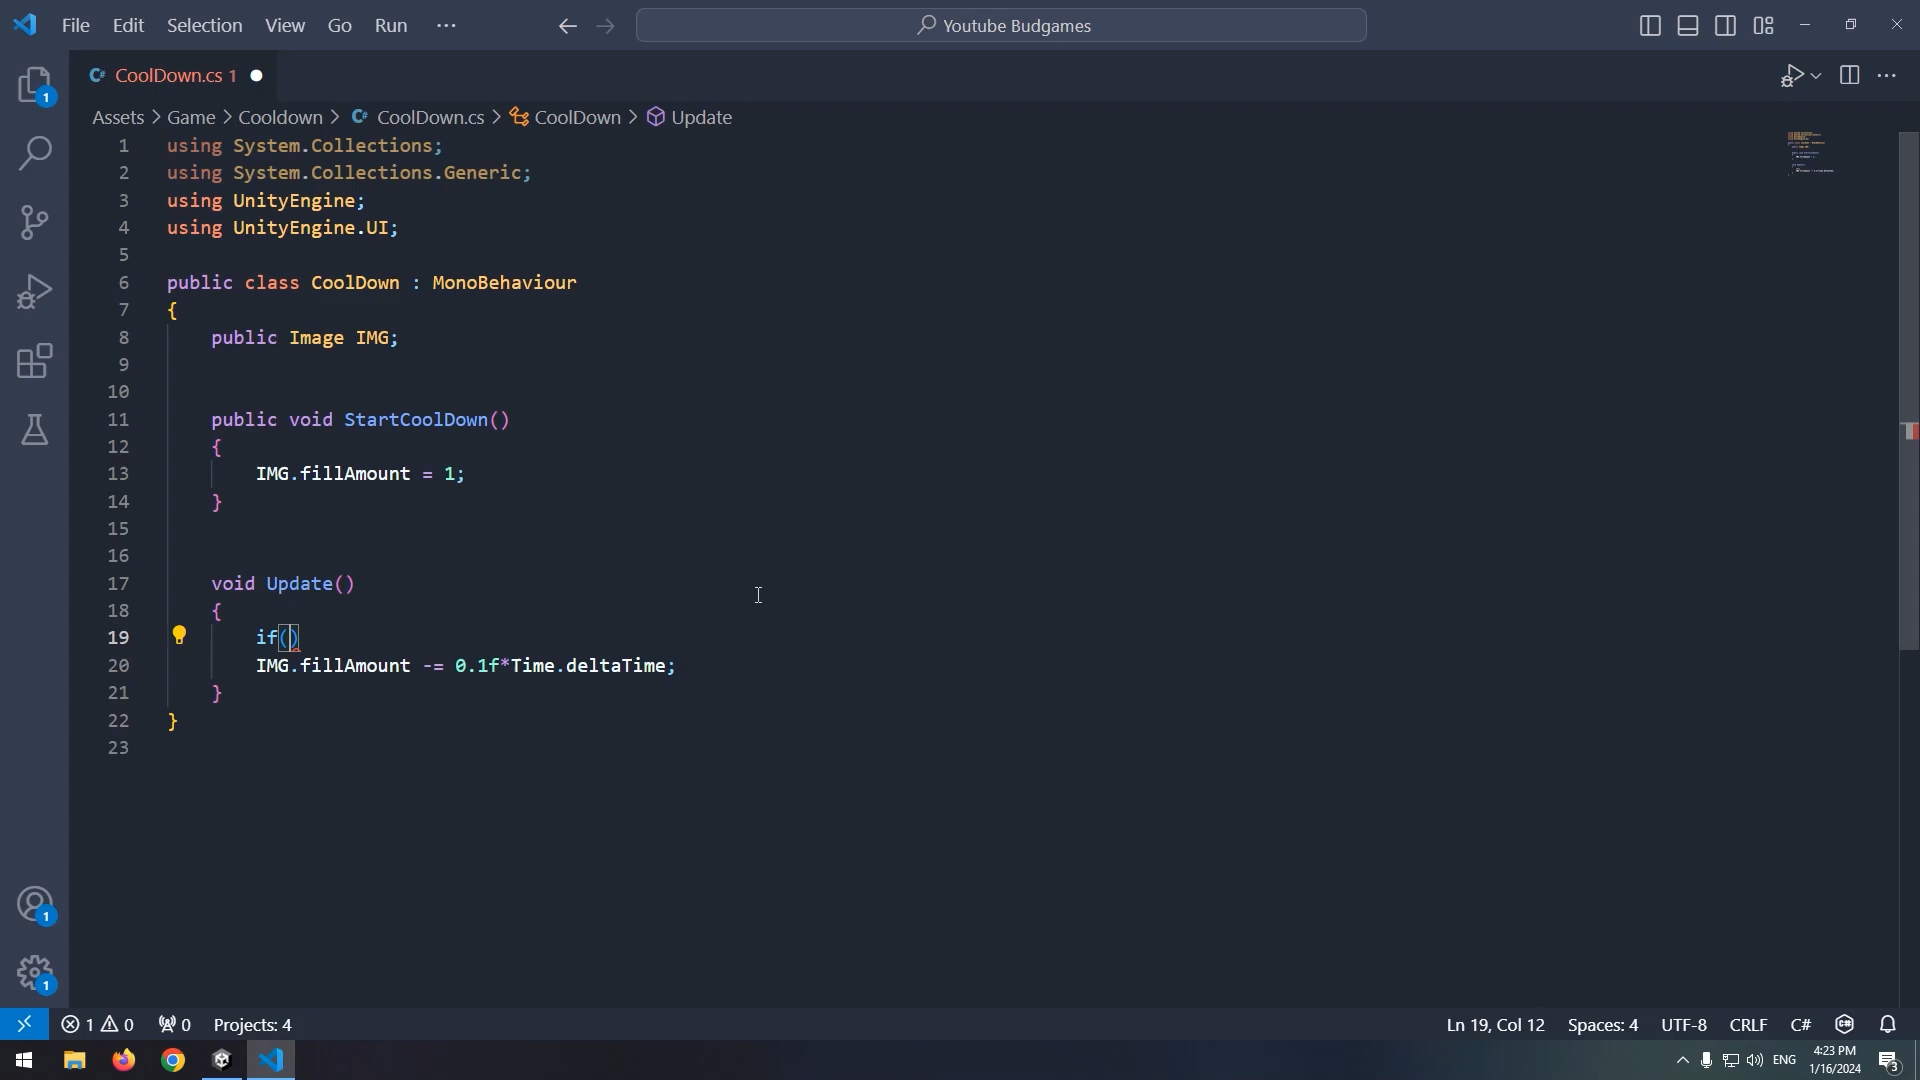 File Edit Selection View Go Run ···
Youtube Budgames
CoolDown.cs 1
Assets > Game > Cooldown > CoolDown.cs > CoolDown > Update
1 using System.Collections;
2 using System.Collections.Generic;
3 using UnityEngine;
4 using UnityEngine.UI;
5
6 public class CoolDown : MonoBehaviour
7 {
8 public Image IMG;
9
10
11 public void StartCoolDown()
12 {
13 IMG.fillAmount = 1;
14 }
15
16
17 void Update()
18 {
19 if()
20 IMG.fillAmount -= 0.1f*Time.deltaTime;
21 }
22 }
23
1
1
1
1 0 0 Projects: 4 Ln 19, Col 12 Spaces: 4 UTF-8 CRLF C#
ENG 4:23 PM 3
1/16/2024